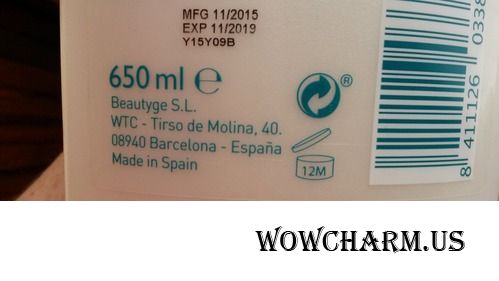 MFG 11/2015
EXP 11/2019
Y15Y09B
650 ml ℮
Beautyge S.L.
WTC - Tirso de Molina, 40.
08940 Barcelona - España
Made in Spain
®
12M
8 411126 0338
WOWCHARM.US